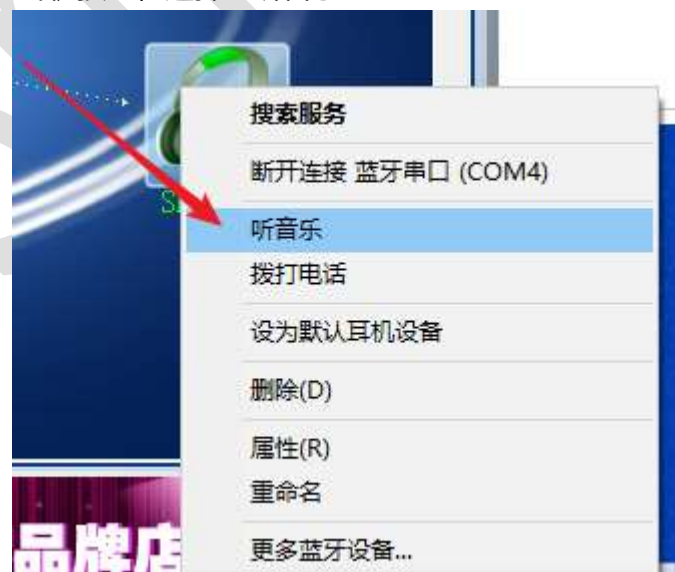 搜索服务
断开连接 蓝牙串口 (COM4)
听音乐
拨打电话
设为默认耳机设备
删除(D)
属性(R)
重命名
更多蓝牙设备...
品牌店